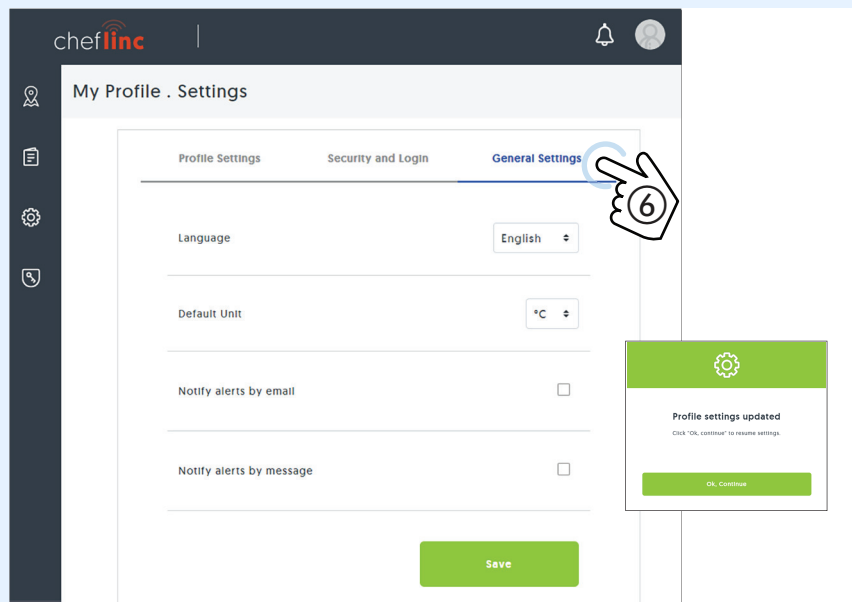 cheflinc
My Profile . Settings
Profile Settings
Security and Login
General Settings
6
Language
English
Default Unit
°C
Notify alerts by email
Notify alerts by message
Save
Profile settings updated
Click "Ok, continue" to resume settings.
Ok, Continue